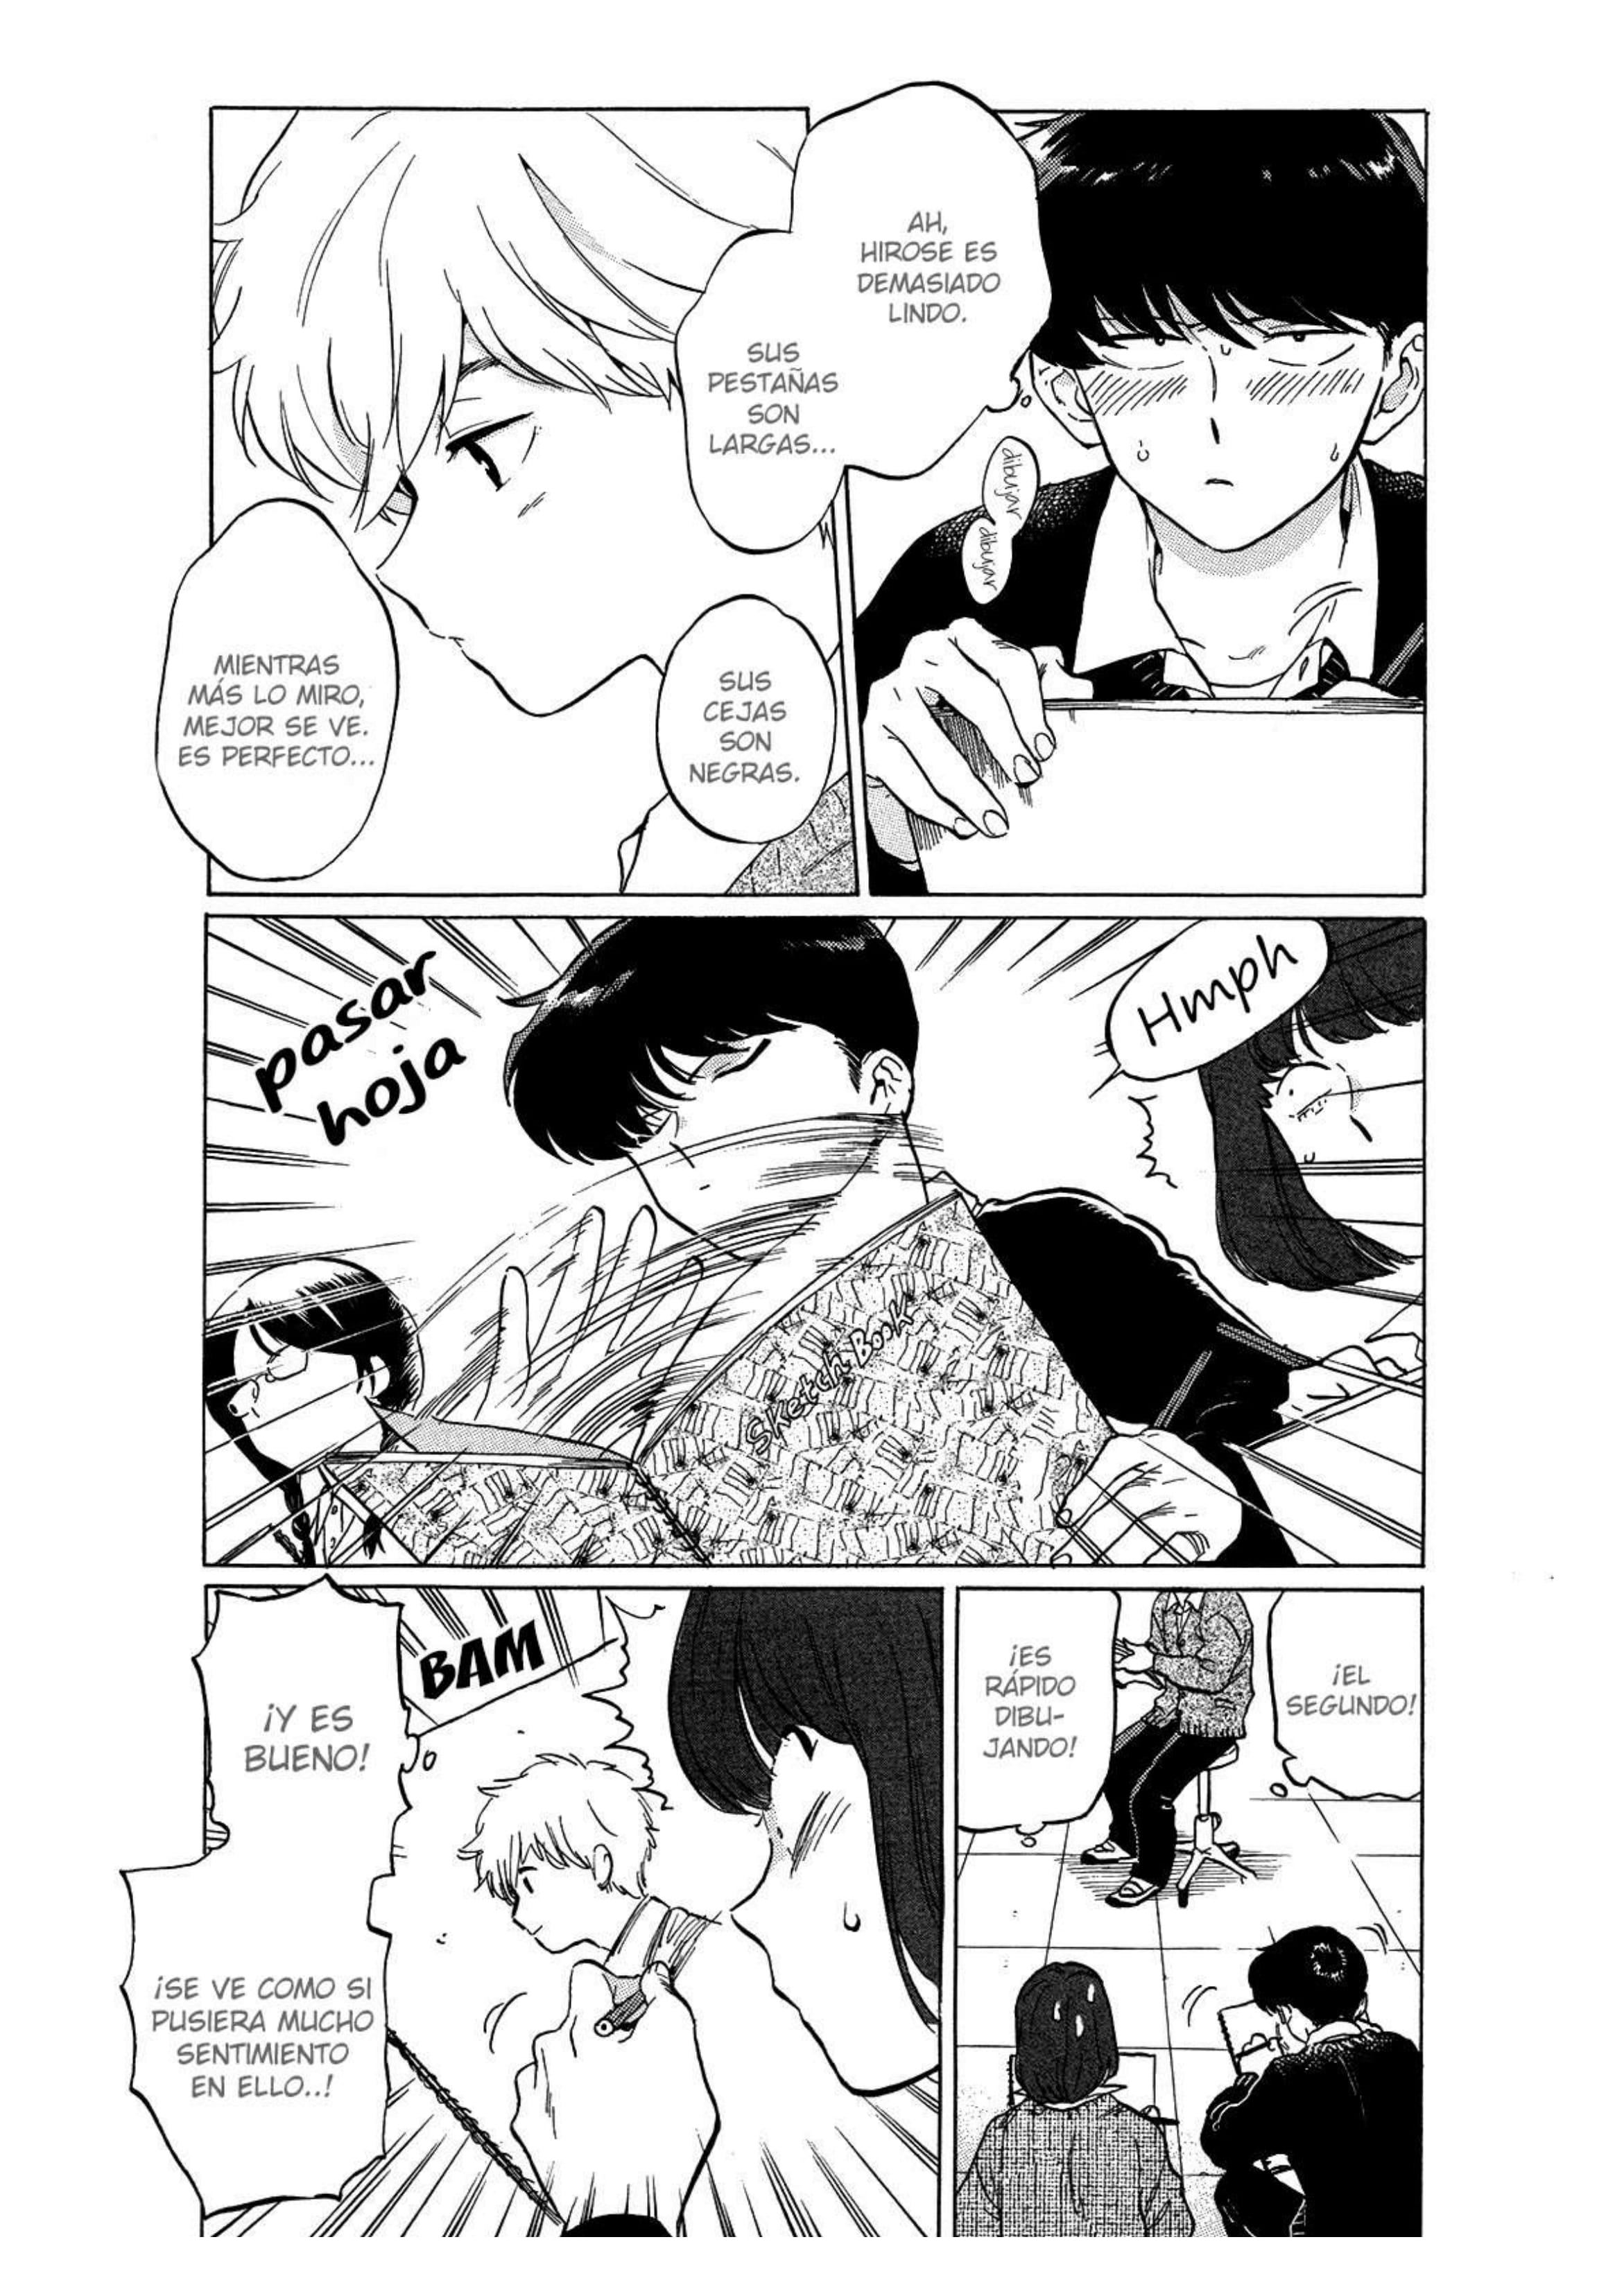 AH,
HIROSE ES
DEMASIADO
LINDO.
SUS
PESTAÑAS
SON
LARGAS...
dibujar
dibujar
SUS
CEJAS
SON
NEGRAS.
MIENTRAS
MÁS LO MIRO,
MEJOR SE VE.
ES PERFECTO...
Hmph
pasar
hoja
Sketch Book
¡EL
SEGUNDO!
¡ES
RÁPIDO
DIBU-
JANDO!
BAM
¡Y ES
BUENO!
¡SE VE COMO SI
PUSIERA MUCHO
SENTIMIENTO
EN ELLO..!